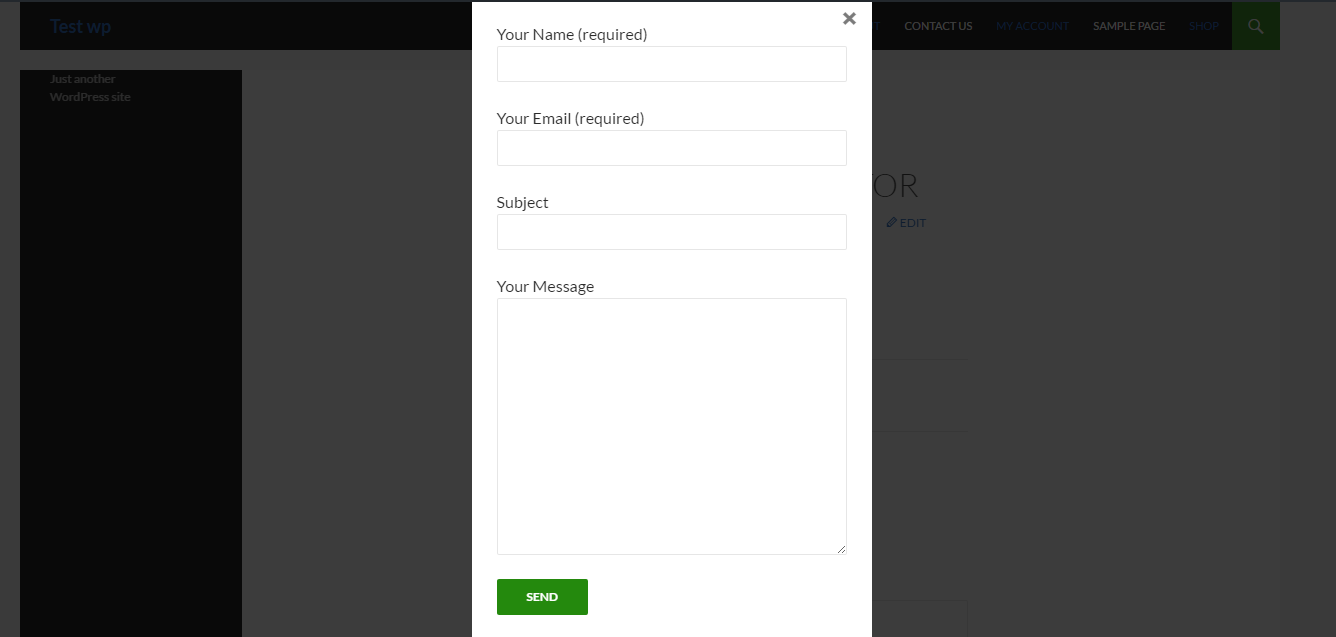 Test wp
CONTACT US
MY ACCOUNT
SAMPLE PAGE
SHOP
Just another
WordPress site
×
Your Name (required)
Your Email (required)
Subject
Your Message
SEND
EDIT